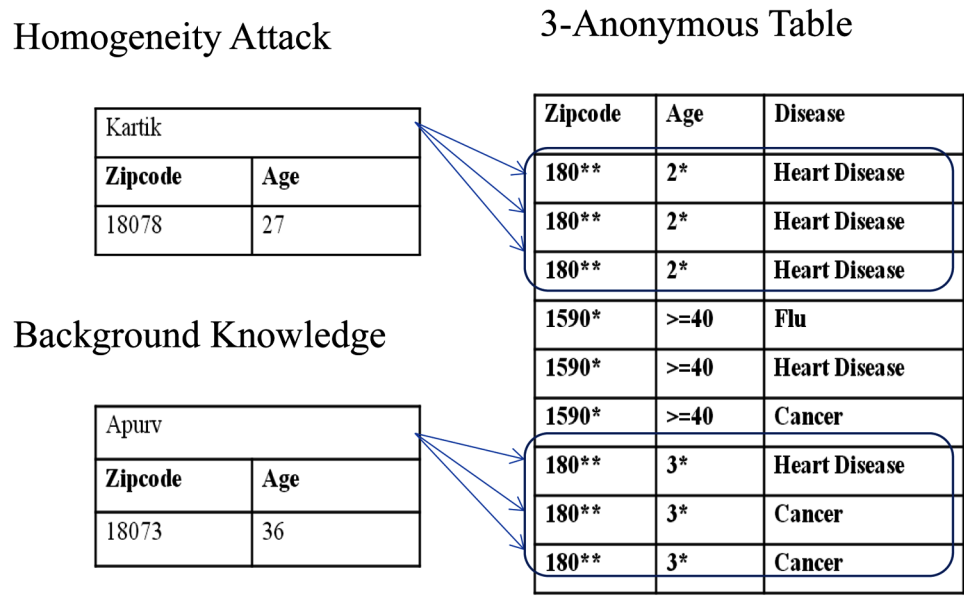 Homogeneity Attack
3-Anonymous Table
Kartik
Zipcode Age
18078 27
Background Knowledge
Apurv
Zipcode Age
18073 36
Zipcode Age Disease
180** 2* Heart Disease
180** 2* Heart Disease
180** 2* Heart Disease
1590* >=40 Flu
1590* >=40 Heart Disease
1590* >=40 Cancer
180** 3* Heart Disease
180** 3* Cancer
180** 3* Cancer